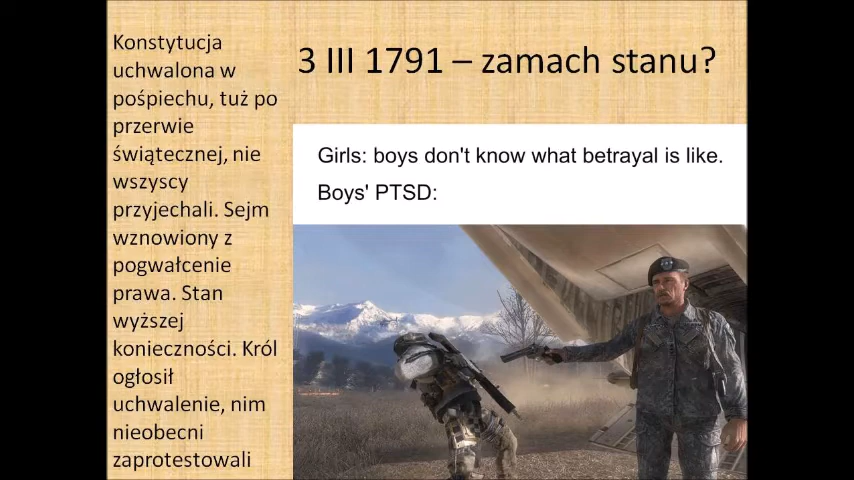 3 III 1791 – zamach stanu?
Konstytucja
uchwalona w
pośpiechu, tuż po
przerwie
świątecznej, nie
wszyscy
przyjechali. Sejm
wznowiony z
pogwałcenie
prawa. Stan
wyższej
konieczności. Król
ogłosił
uchwalenie, nim
nieobecni
zaprotestowali
Girls: boys don't know what betrayal is like.
Boys' PTSD: